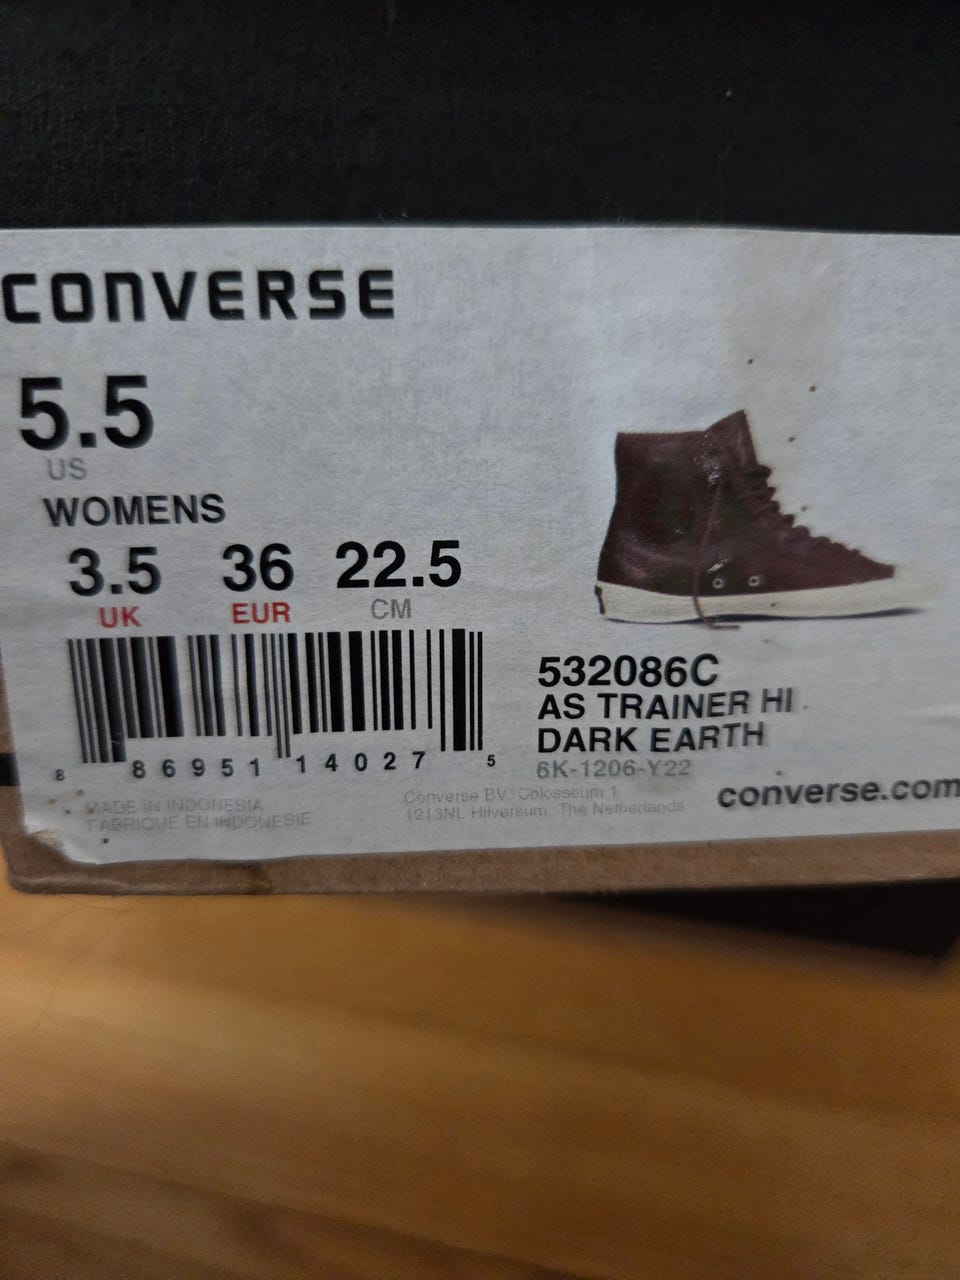 CONVERSE
5.5
US
WOMENS
3.5 36 22.5
UK EUR CM
8 86951 14027 5
MADE IN INDONESIA
FABRIQUE EN INDONESIE
532086C
AS TRAINER HI
DARK EARTH
6K-1206-Y22
Converse BV. Colosseum 1
1213NL Hilversum, The Netherlands
converse.com